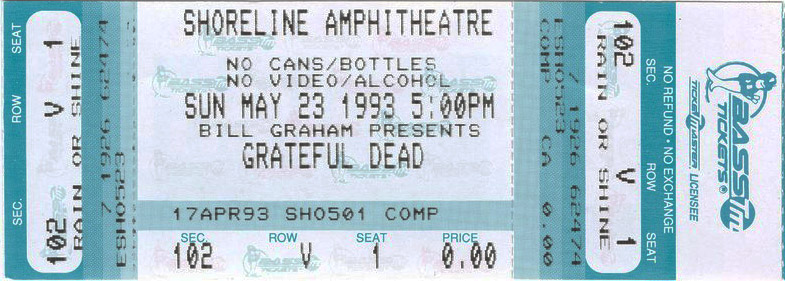 SEAT 1
ROW V
SEC. 102
RAIN OR SHINE
7 1926 62474
ESH0523
SHORELINE AMPHITHEATRE
NO CANS/BOTTLES
NO VIDEO/ALCOHOL
SUN MAY 23 1993 5:00PM
BILL GRAHAM PRESENTS
GRATEFUL DEAD
17APR93 SH0501 COMP
SEC. ROW SEAT PRICE
102 V 1 0.00
ESH0523 / 1926 62474
COMP CA 0.00
RAIN OR SHINE
102 V 1
SEC. ROW SEAT
NO REFUND • NO EXCHANGE
BASS TM
TICKETS®
TICKETMASTER LICENSEE